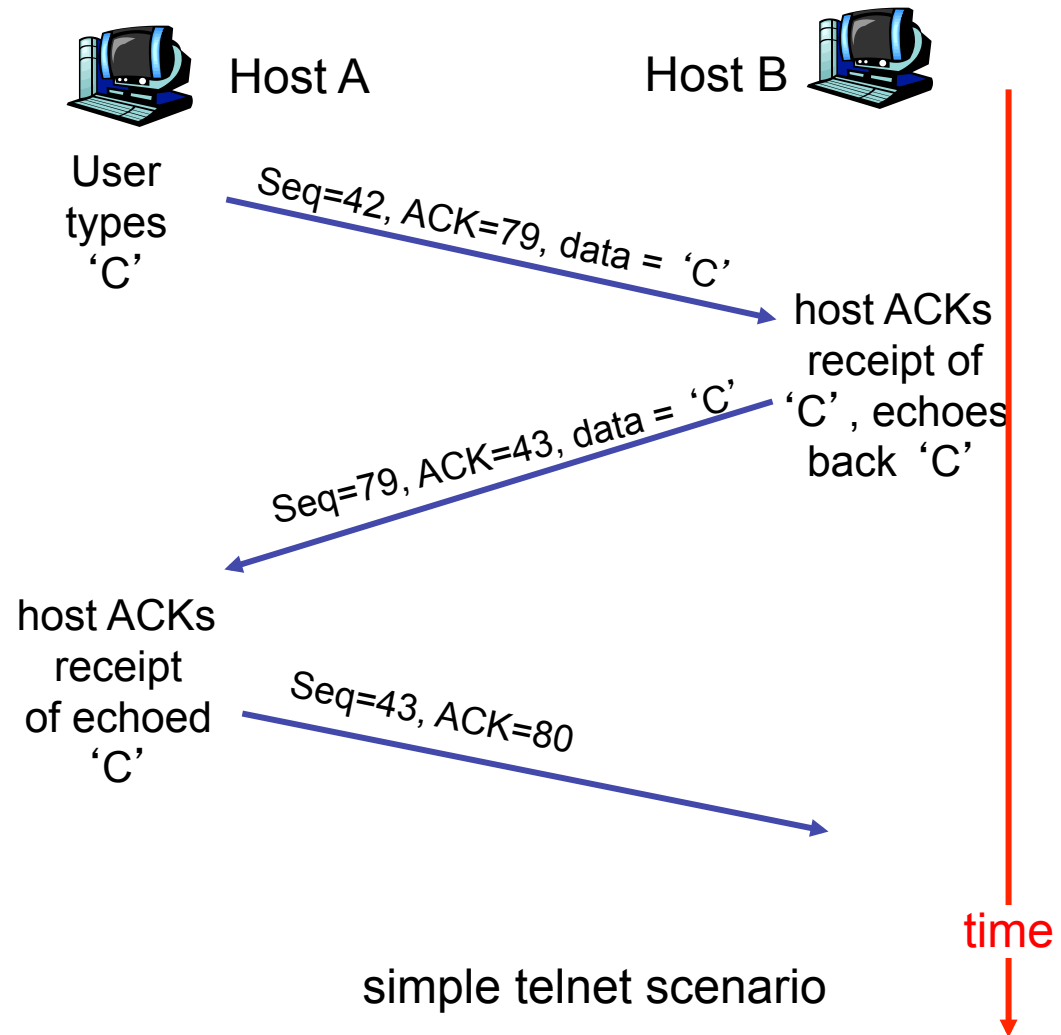 Host A
Host B
User
types
‘C’
Seq=42, ACK=79, data = ‘C’
host ACKs
receipt of
‘C’ , echoes
back ‘C’
Seq=79, ACK=43, data = ‘C’
host ACKs
receipt
of echoed
‘C’
Seq=43, ACK=80
time
simple telnet scenario